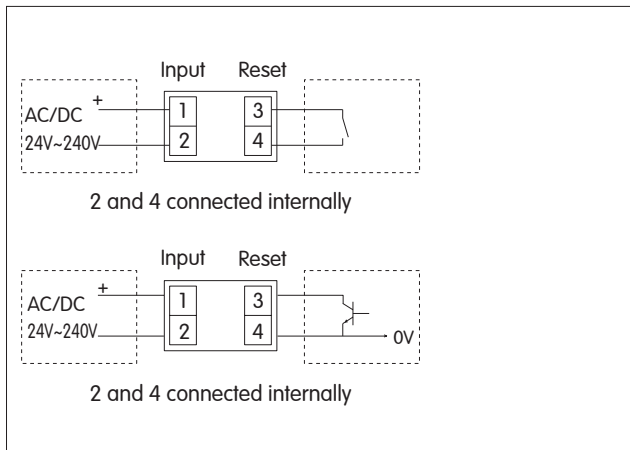 Input Reset
+
AC/DC 1 3
24V~240V 2 4
2 and 4 connected internally
Input Reset
+
AC/DC 1 3
24V~240V 2 4
0V
2 and 4 connected internally